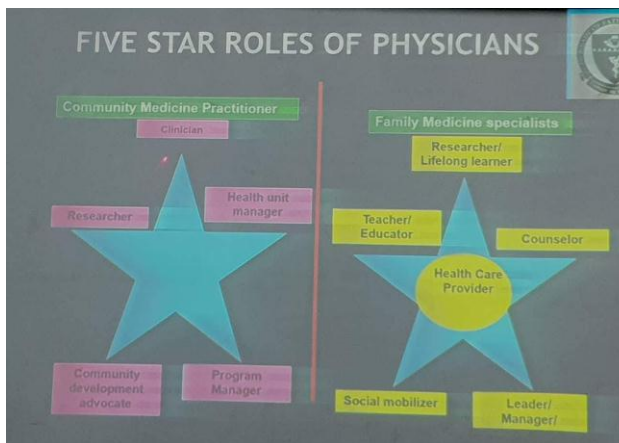 FIVE STAR ROLES OF PHYSICIANS
Community Medicine Practitioner
Clinician
Health unit
manager
Researcher
Community
development
advocate
Program
Manager
Family Medicine specialists
Researcher/
Lifelong learner
Teacher/
Educator
Counselor
Health Care
Provider
Social mobilizer
Leader/
Manager/